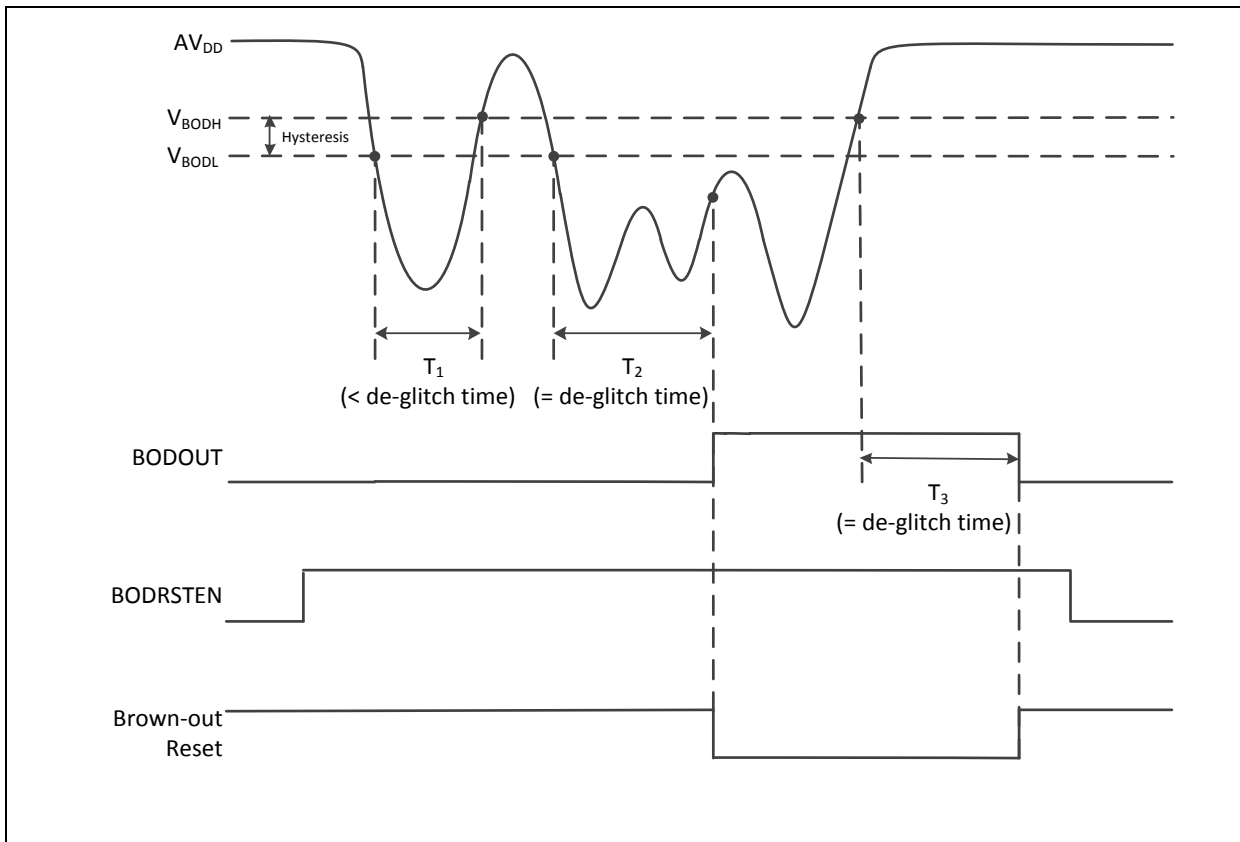 AVDD
VBODH
Hysteresis
VBODL
T1
(< de-glitch time)
T2
(= de-glitch time)
BODOUT
T3
(= de-glitch time)
BODRSTEN
Brown-out
Reset